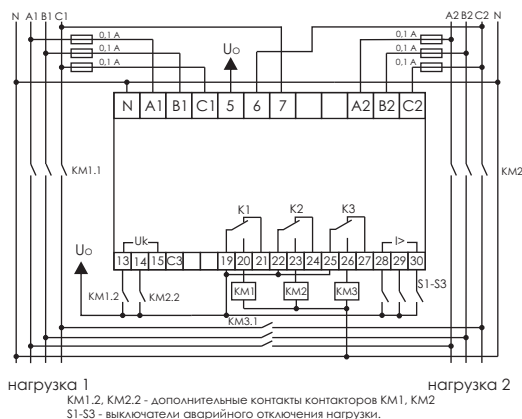 N A1 B1 C1 A2 B2 C2 N
0,1 A 0,1 A
0,1 A Uo 0,1 A
0,1 A 0,1 A
N A1 B1 C1 5 6 7 A2 B2 C2
KM1.1 KM2
K1 K2 K3
Uk I>
Uo 13 14 15 C3 19 20 21 22 23 24 25 26 27 28 29 30
KM1.2 KM2.2 KM1 KM2 KM3 S1-S3
KM3.1
нагрузка 1 нагрузка 2
KM1.2, KM2.2 - дополнительные контакты контакторов KM1, KM2
S1-S3 - выключатели аварийного отключения нагрузки.